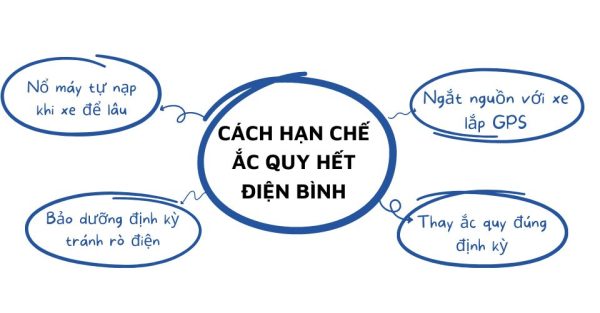 Nổ máy tự nạp
khi xe để lâu
Ngắt nguồn với xe
lắp GPS
CÁCH HẠN CHẾ
ẮC QUY HẾT
ĐIỆN BÌNH
Bảo dưỡng định kỳ
tránh rò điện
Thay ắc quy đúng
định kỳ